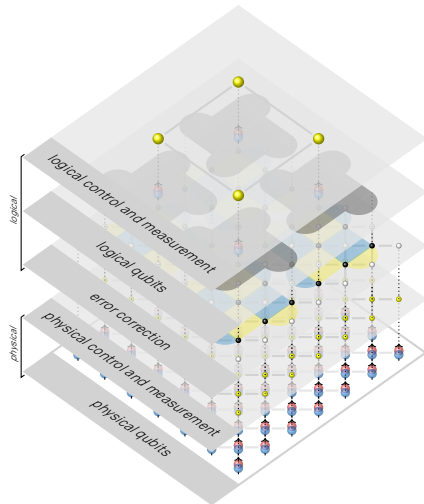 logical control and measurement
logical
logical qubits
error correction
physical control and measurement
physical
physical qubits